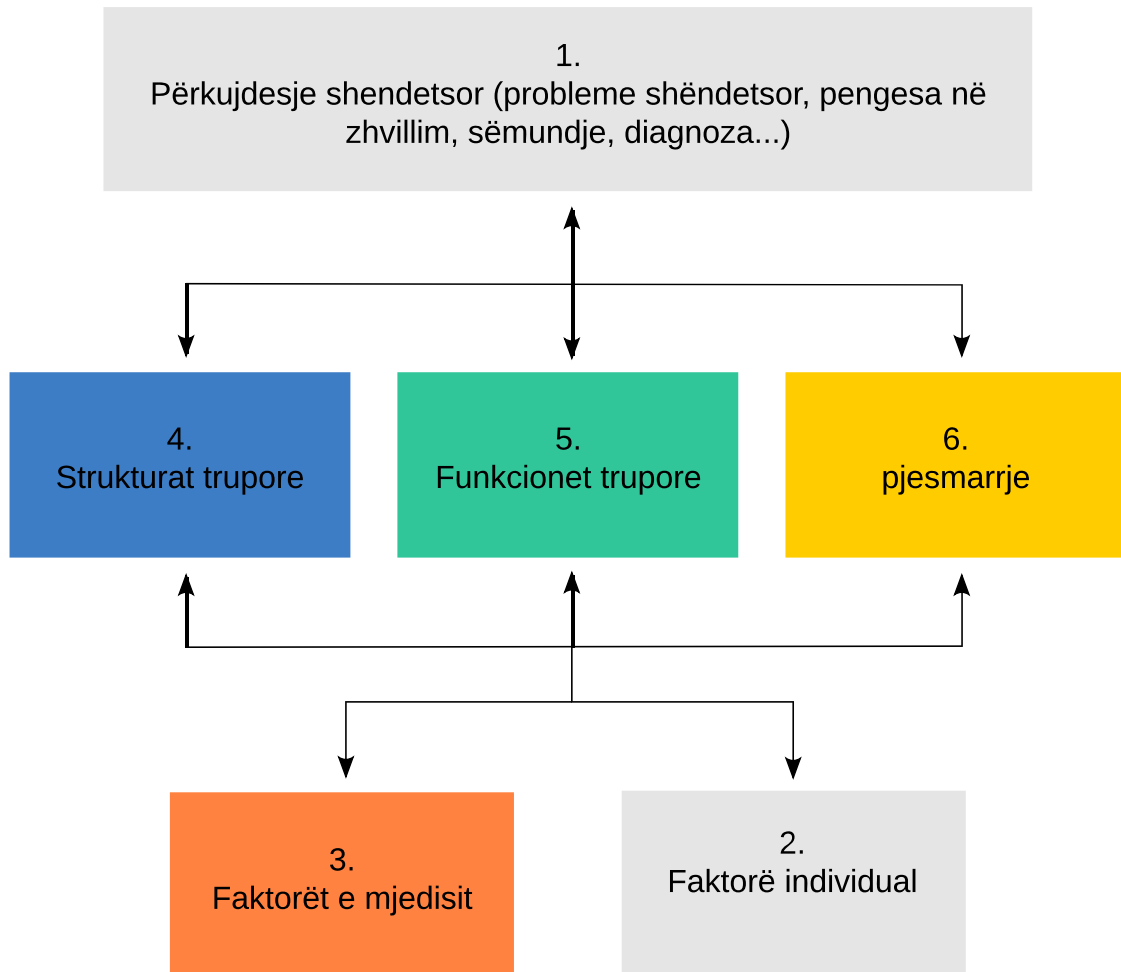 1.
Përkujdesje shendetsor (probleme shëndetsor, pengesa në
zhvillim, sëmundje, diagnoza...)
4.
Strukturat trupore
5.
Funkcionet trupore
6.
pjesmarrje
3.
Faktorët e mjedisit
2.
Faktorë individual